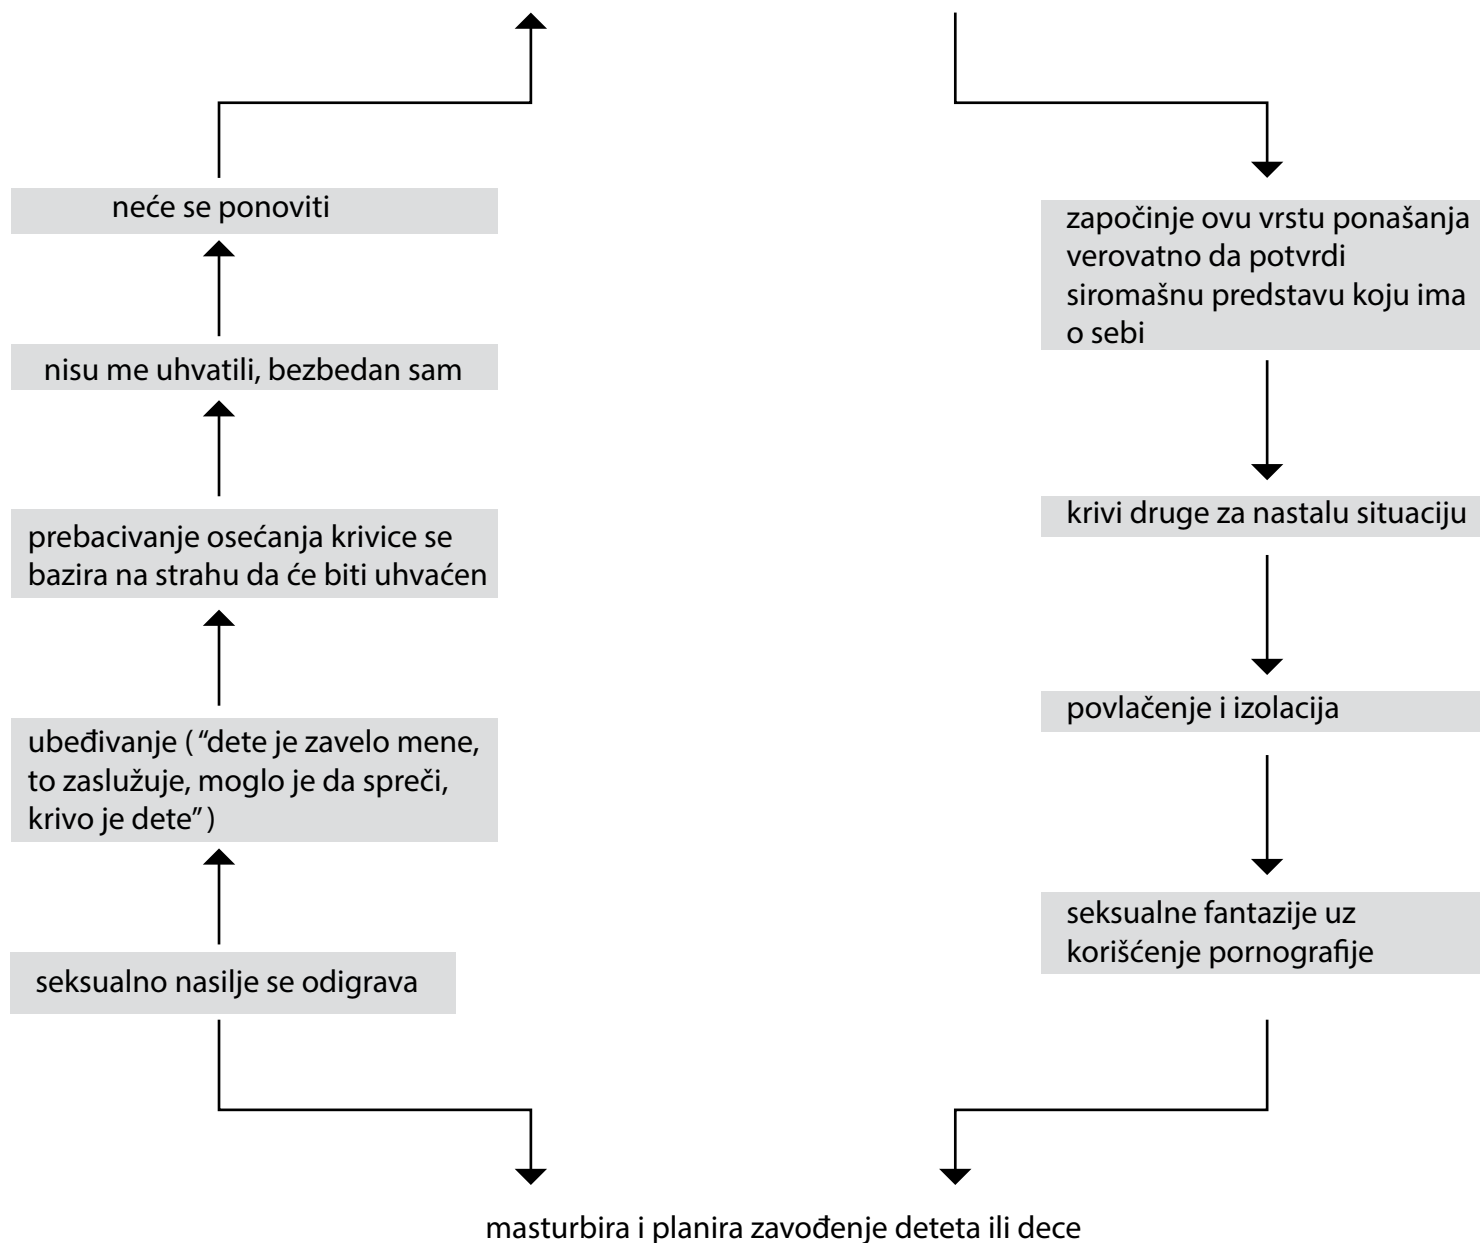 neće se ponoviti
nisu me uhvatili, bezbedan sam
prebacivanje osećanja krivice se
bazira na strahu da će biti uhvaćen
ubeđivanje ( “dete je zavelo mene,
to zaslužuje, moglo je da spreči,
krivo je dete” )
seksualno nasilje se odigrava
započinje ovu vrstu ponašanja
verovatno da potvrdi
siromašnu predstavu koju ima
o sebi
krivi druge za nastalu situaciju
povlačenje i izolacija
seksualne fantazije uz
korišćenje pornografije
masturbira i planira zavođenje deteta ili dece